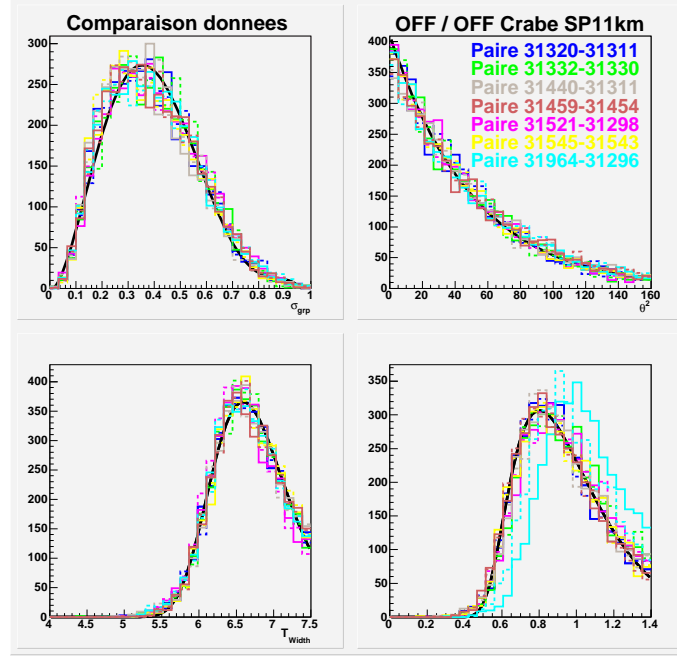 Comparaison donnees
OFF / OFF Crabe SP11km
300
250
200
150
100
50
0
0 0.1 0.2 0.3 0.4 0.5 0.6 0.7 0.8 0.9 1
σgrp
400
350
300
250
200
150
100
50
0
Paire 31320-31311
Paire 31332-31330
Paire 31440-31311
Paire 31459-31454
Paire 31521-31298
Paire 31545-31543
Paire 31964-31296
0 20 40 60 80 100 120 140 160
θ²
400
350
300
250
200
150
100
50
0
4 4.5 5 5.5 6 6.5 7 7.5
TWidth
350
300
250
200
150
100
50
0
0 0.2 0.4 0.6 0.8 1 1.2 1.4